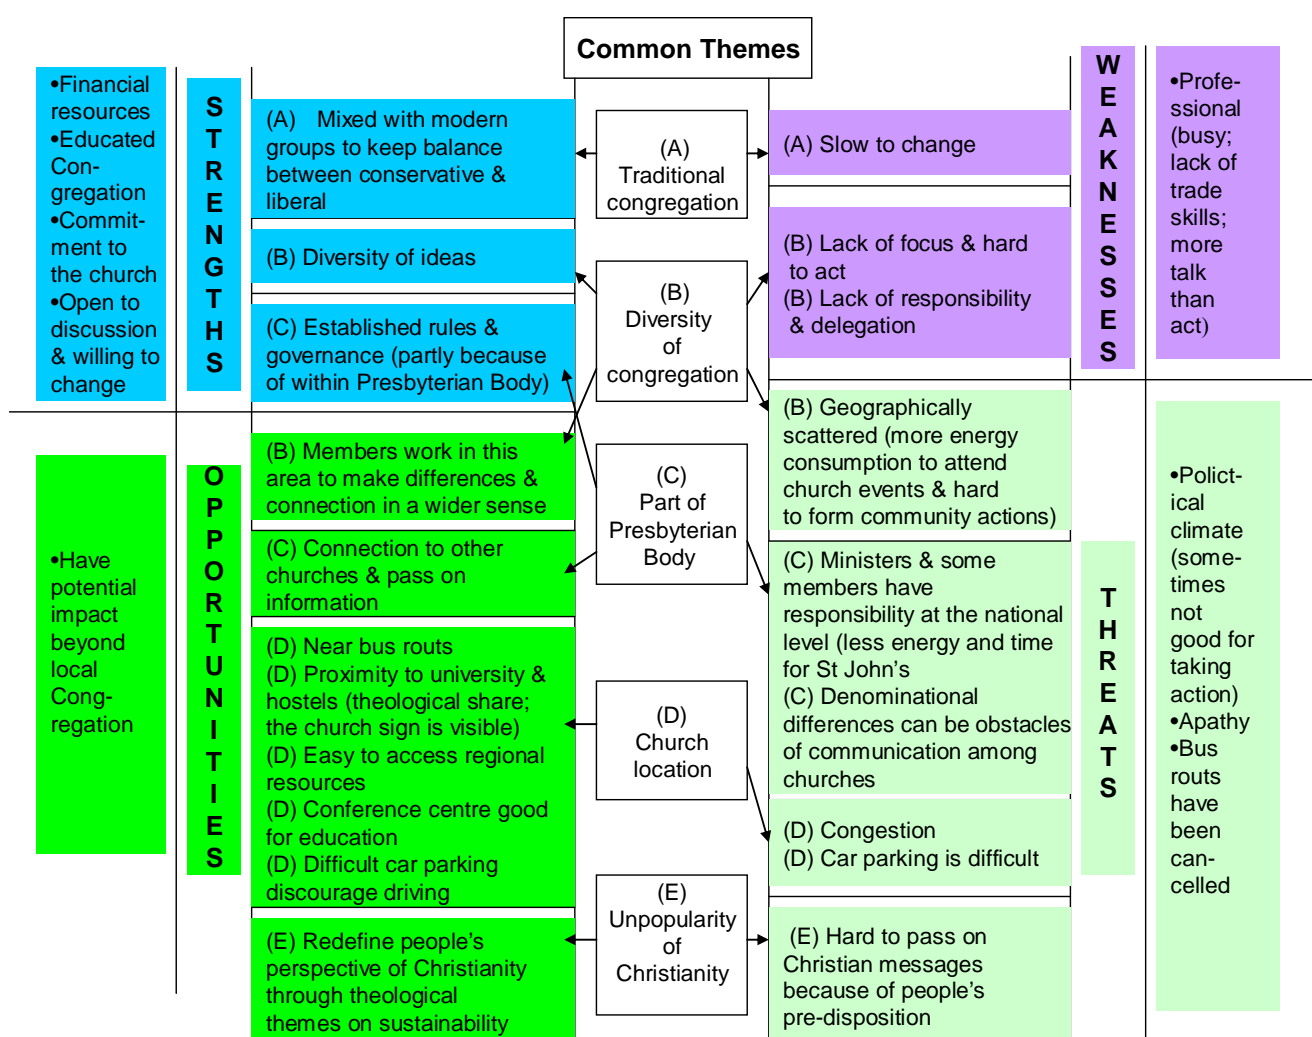 Common Themes
•Financial
resources
•Educated
Con-
gregation
•Commit-
ment to
the church
•Open to
discussion
& willing to
change
S
T
R
E
N
G
T
H
S
(A) Mixed with modern
groups to keep balance
between conservative &
liberal
(B) Diversity of ideas
(C) Established rules &
governance (partly because
of within Presbyterian Body)
(A)
Traditional
congregation
(B)
Diversity
of
congregation
(C)
Part of
Presbyterian
Body
(D)
Church
location
(E)
Unpopularity
of
Christianity
(A) Slow to change
(B) Lack of focus & hard
to act
(B) Lack of responsibility
& delegation
W
E
A
K
N
E
S
S
E
S
•Profe-
ssional
(busy;
lack of
trade
skills;
more
talk
than
act)
•Have
potential
impact
beyond
local
Cong-
regation
O
P
P
O
R
T
U
N
I
T
I
E
S
(B) Members work in this
area to make differences &
connection in a wider sense
(C) Connection to other
churches & pass on
information
(D) Near bus routs
(D) Proximity to university &
hostels (theological share;
the church sign is visible)
(D) Easy to access regional
resources
(D) Conference centre good
for education
(D) Difficult car parking
discourage driving
(E) Redefine people’s
perspective of Christianity
through theological
themes on sustainability
(B) Geographically
scattered (more energy
consumption to attend
church events & hard
to form community actions)
(C) Ministers & some
members have
responsibility at the national
level (less energy and time
for St John’s
(C) Denominational
differences can be obstacles
of communication among
churches
(D) Congestion
(D) Car parking is difficult
(E) Hard to pass on
Christian messages
because of people’s
pre-disposition
T
H
R
E
A
T
S
•Polict-
ical
climate
(some-
times
not
good for
taking
action)
•Apathy
•Bus
routs
have
been
can-
celled